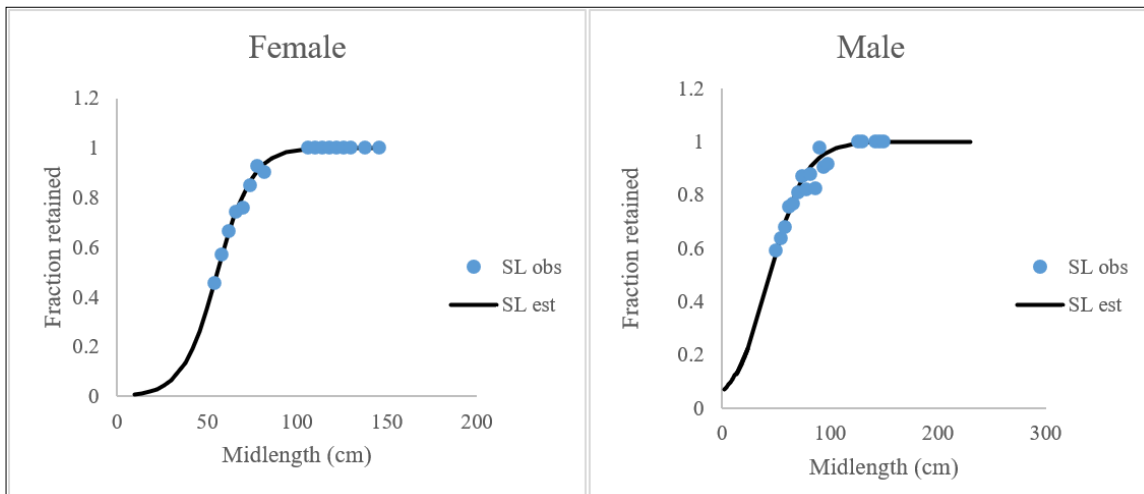 Female
1.2
1
0.8
0.6
0.4
0.2
0
0 50 100 150 200
Fraction retained
Midlength (cm)
SL obs
SL est
Male
1.2
1
0.8
0.6
0.4
0.2
0
0 100 200 300
Fraction retained
Midlength (cm)
SL obs
SL est